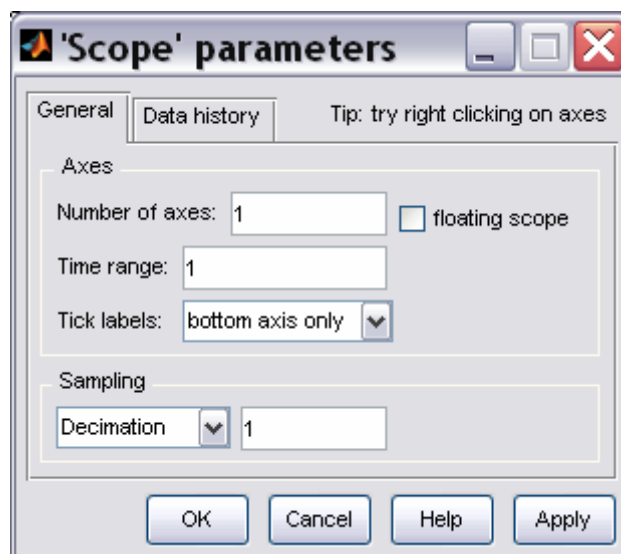 'Scope' parameters
General Data history Tip: try right clicking on axes
Axes
Number of axes: 1 floating scope
Time range: 1
Tick labels: bottom axis only
Sampling
Decimation 1
OK Cancel Help Apply